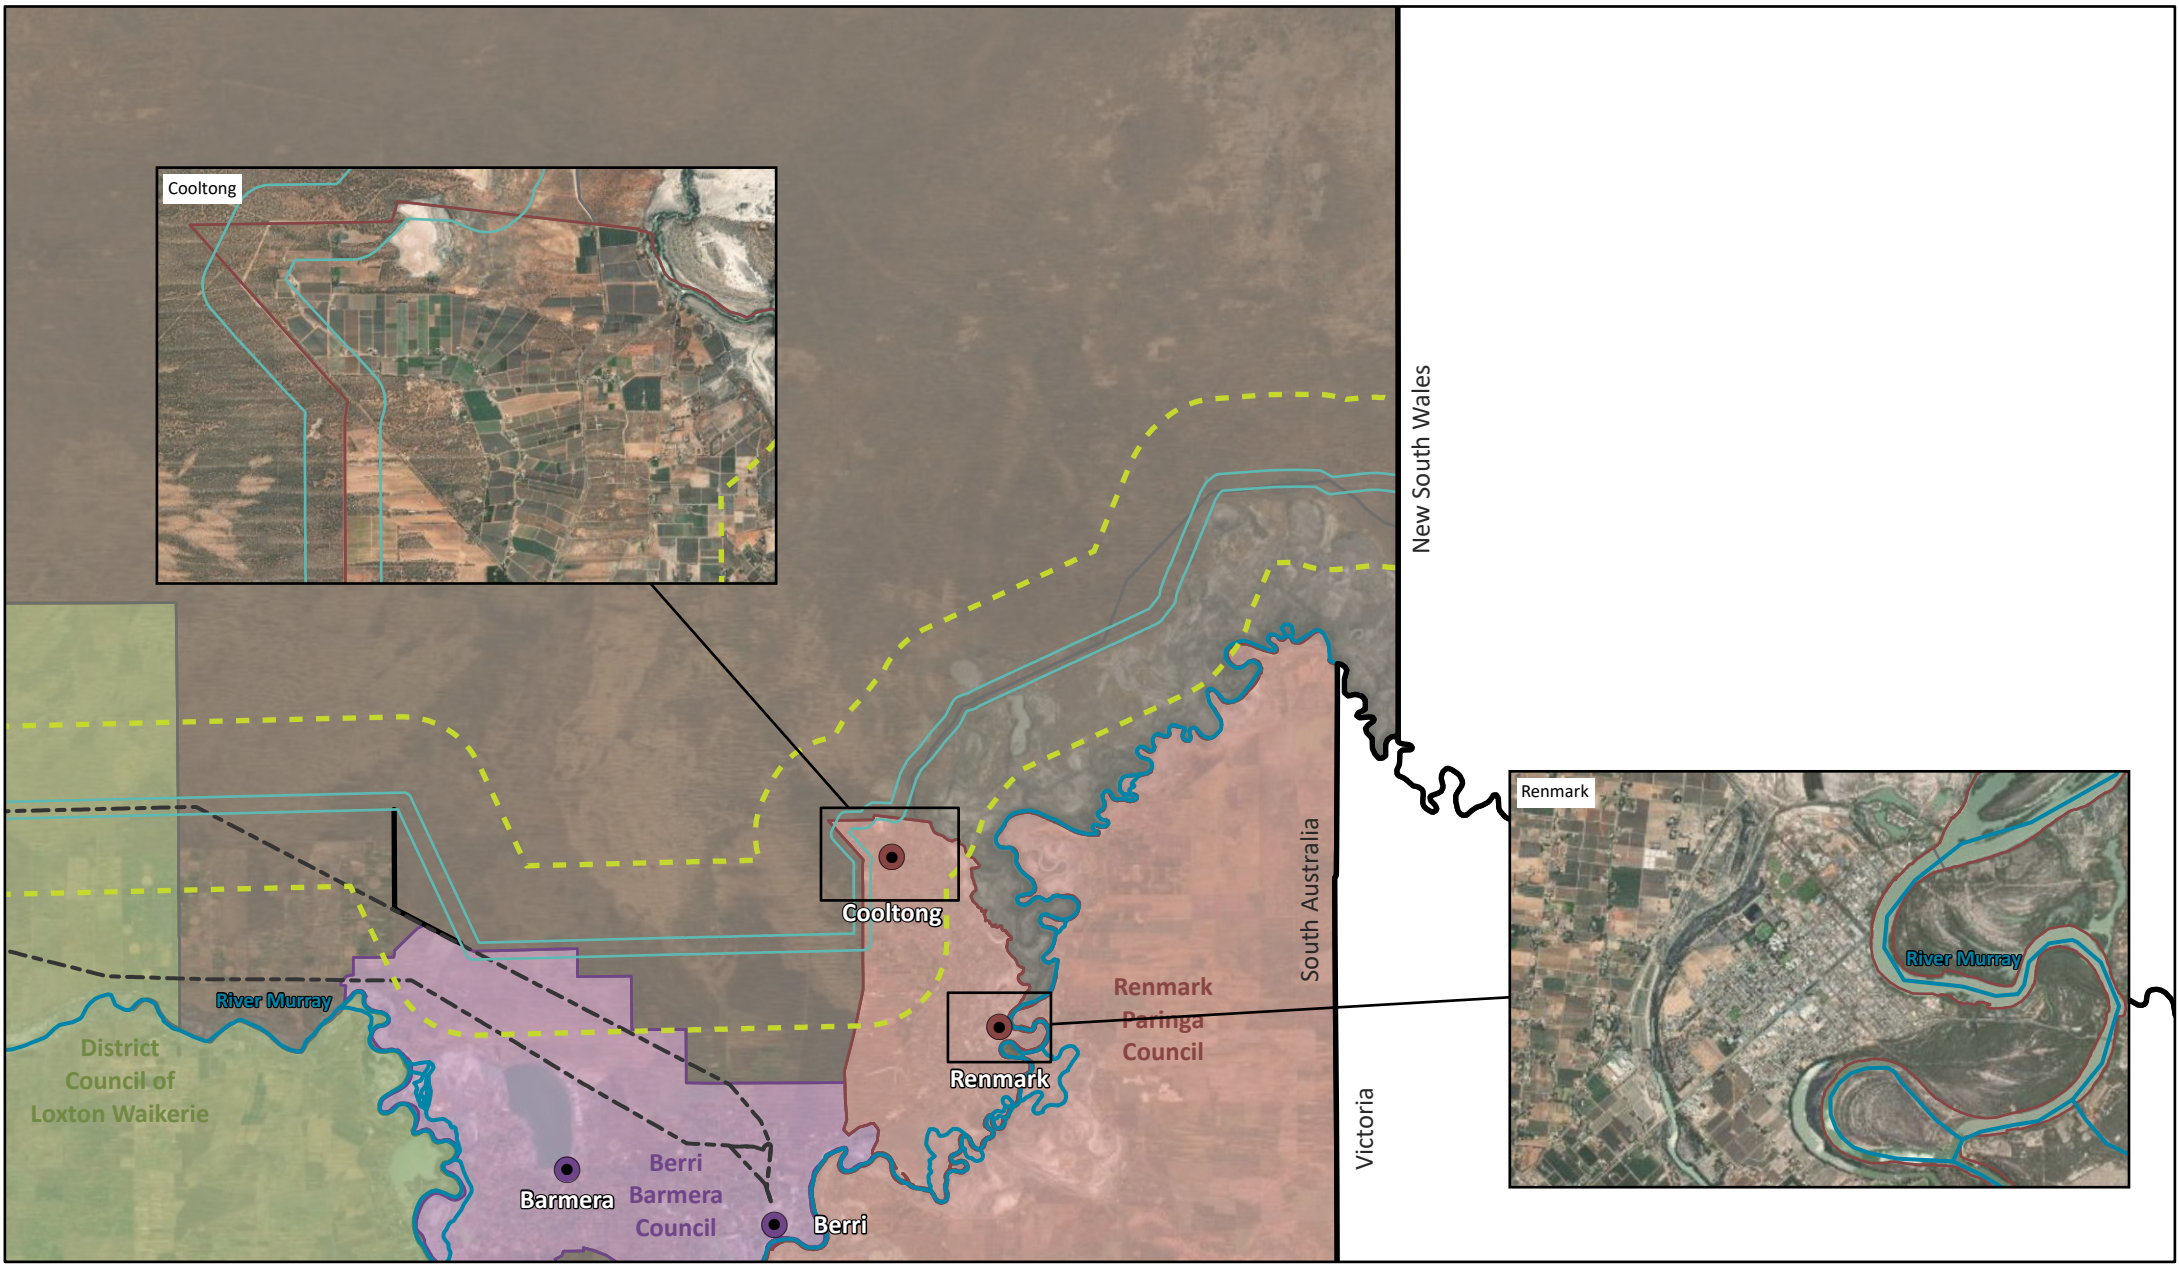 Cooltong
New South Wales
Renmark
River Murray
South Australia
Cooltong
River Murray
Renmark
Paringa
Council
District
Council of
Loxton Waikerie
Renmark
Victoria
Berri
Barmera
Council
Barmera
Berri